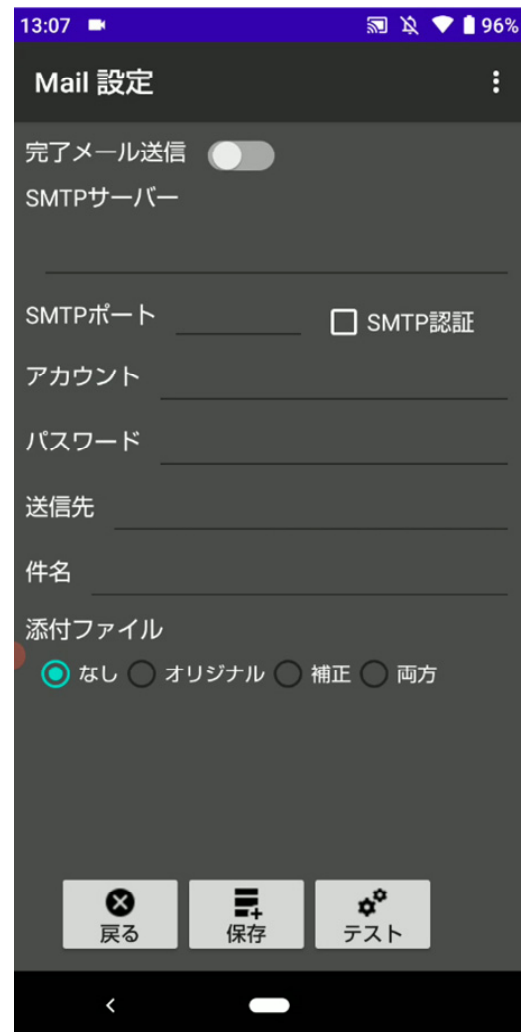 13:07 96%
Mail 設定
完了メール送信
SMTPサーバー
SMTPポート SMTP認証
アカウント
パスワード
送信先
件名
添付ファイル
なし オリジナル 補正 両方
戻る 保存 テスト